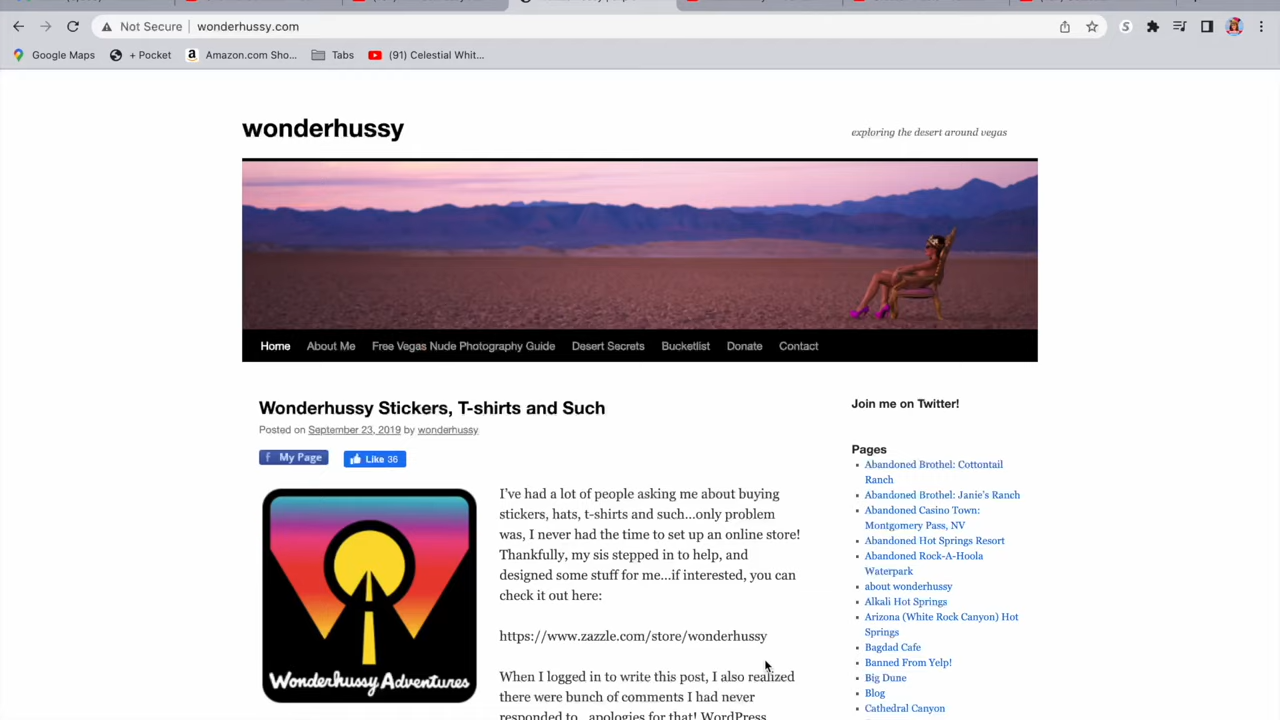 Not Secure wonderhussy.com
Google Maps + Pocket Amazon.com Sho... Tabs (91) Celestial Whit...
wonderhussy
exploring the desert around vegas
Home About Me Free Vegas Nude Photography Guide Desert Secrets Bucketlist Donate Contact
Wonderhussy Stickers, T-shirts and Such
Posted on September 23, 2019 by wonderhussy
f My Page Like 36
I've had a lot of people asking me about buying
stickers, hats, t-shirts and such...only problem
was, I never had the time to set up an online store!
Thankfully, my sis stepped in to help, and
designed some stuff for me...if interested, you can
check it out here:
https://www.zazzle.com/store/wonderhussy
When I logged in to write this post, I also realized
there were bunch of comments I had never
responded to...apologies for that! WordPress
Wonderhussy Adventures
Join me on Twitter!
Pages
Abandoned Brothel: Cottontail
Ranch
Abandoned Brothel: Janie's Ranch
Abandoned Casino Town:
Montgomery Pass, NV
Abandoned Hot Springs Resort
Abandoned Rock-A-Hoola
Waterpark
about wonderhussy
Alkali Hot Springs
Arizona (White Rock Canyon) Hot
Springs
Bagdad Cafe
Banned From Yelp!
Big Dune
Blog
Cathedral Canyon